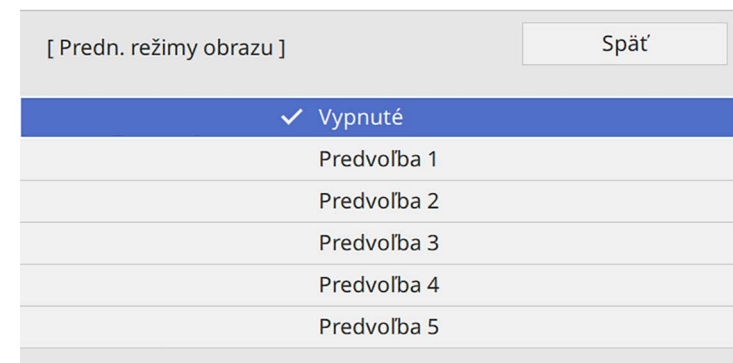 [ Predn. režimy obrazu ]
Späť
Vypnuté
Predvoľba 1
Predvoľba 2
Predvoľba 3
Predvoľba 4
Predvoľba 5